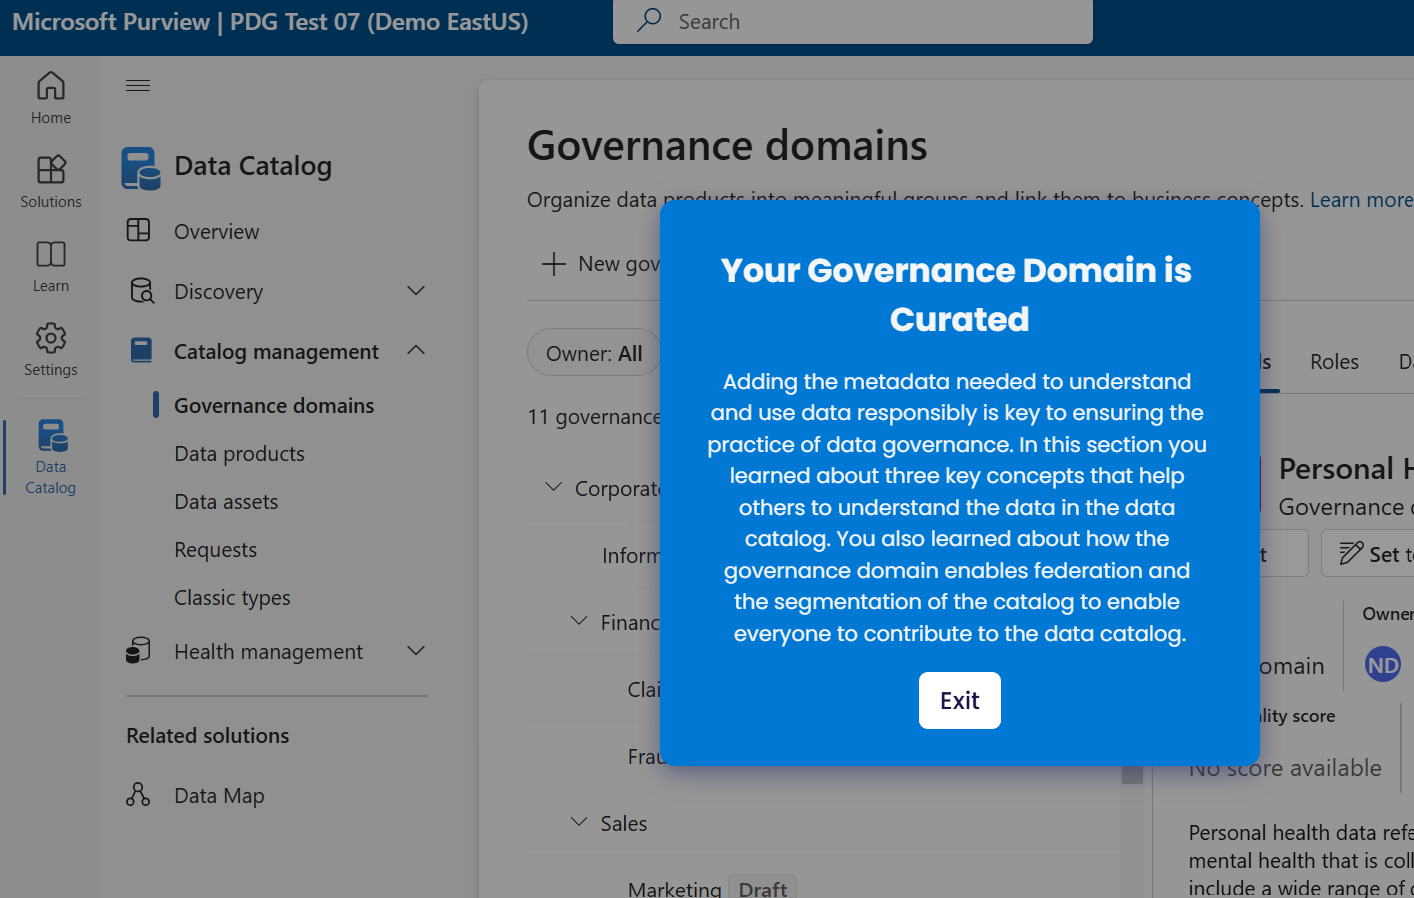 Microsoft Purview | PDG Test 07 (Demo EastUS)
Search
Home
Solutions
Learn
Settings
Data
Catalog
Data Catalog
Overview
Discovery
Catalog management
Governance domains
Data products
Data assets
Requests
Classic types
Health management
Related solutions
Data Map
Governance domains
Organize data products into meaningful groups and link them to business concepts. Learn more
New gov
Owner: All
11 governance
Corporate
Inform
Financ
Clai
Frau
Sales
Marketing Draft
Your Governance Domain is
Curated
Adding the metadata needed to understand
and use data responsibly is key to ensuring the
practice of data governance. In this section you
learned about three key concepts that help
others to understand the data in the data
catalog. You also learned about how the
governance domain enables federation and
the segmentation of the catalog to enable
everyone to contribute to the data catalog.
Exit
ls Roles D
Personal H
Governance
t Set t
Owner
omain ND
lity score
No score available
Personal health data refe
mental health that is coll
include a wide range of